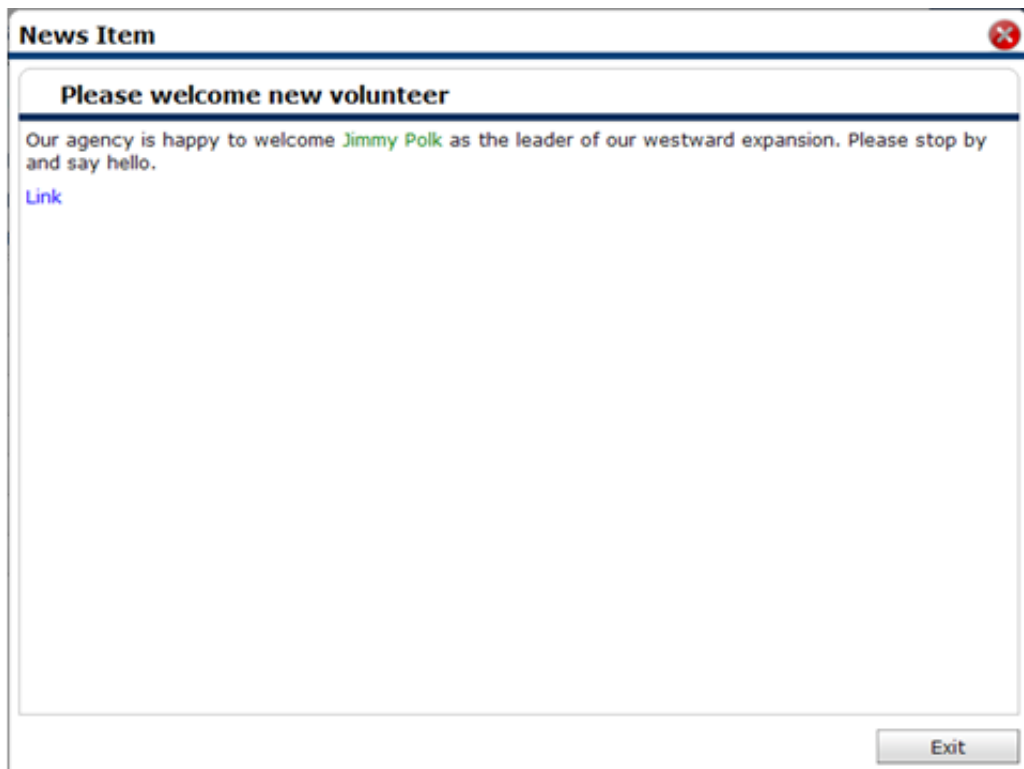 News Item
Please welcome new volunteer
Our agency is happy to welcome Jimmy Polk as the leader of our westward expansion. Please stop by
and say hello.
Link
Exit